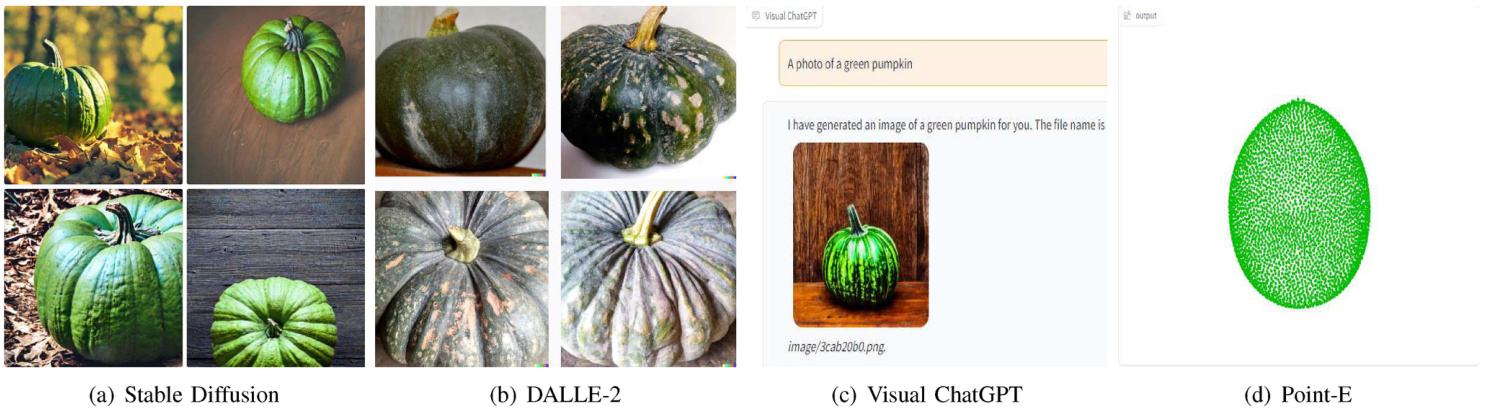 Visual ChatGPT
A photo of a green pumpkin
I have generated an image of a green pumpkin for you. The file name is
image/3cab20b0.png.
output
(a) Stable Diffusion
(b) DALLE-2
(c) Visual ChatGPT
(d) Point-E